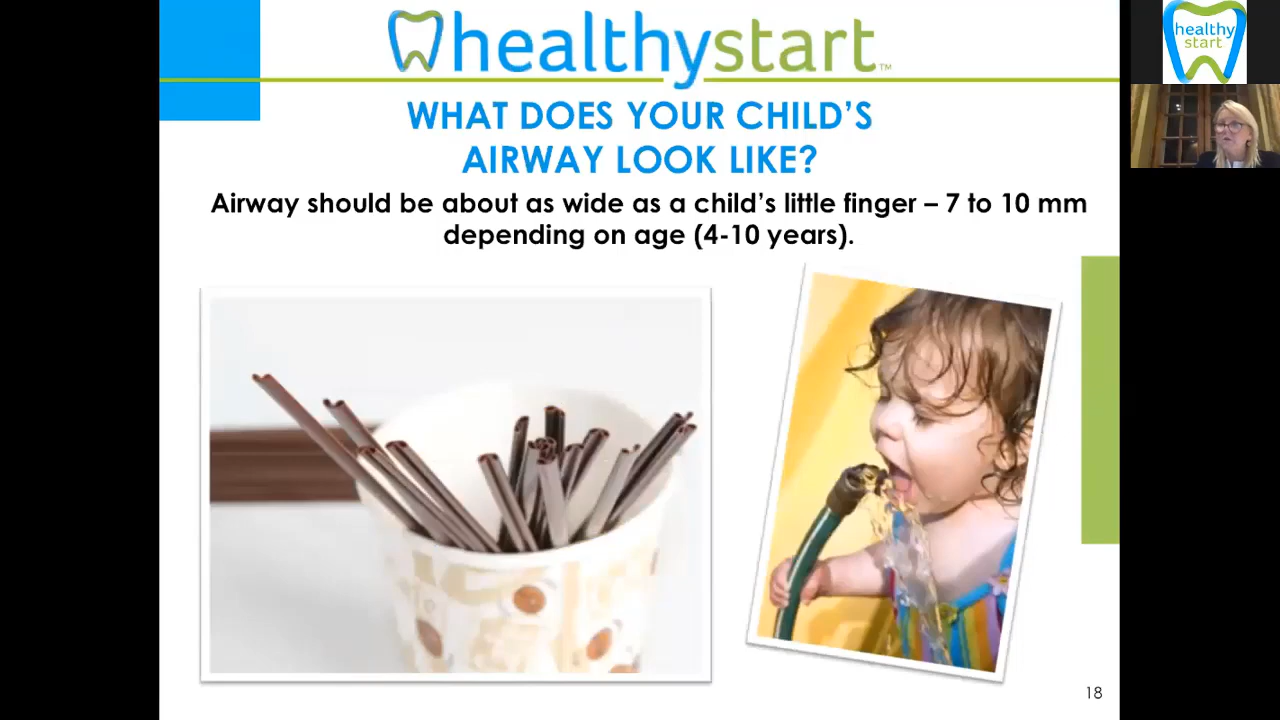 healthystart™
WHAT DOES YOUR CHILD’S
AIRWAY LOOK LIKE?
Airway should be about as wide as a child’s little finger – 7 to 10 mm
depending on age (4-10 years).
18
healthy
start